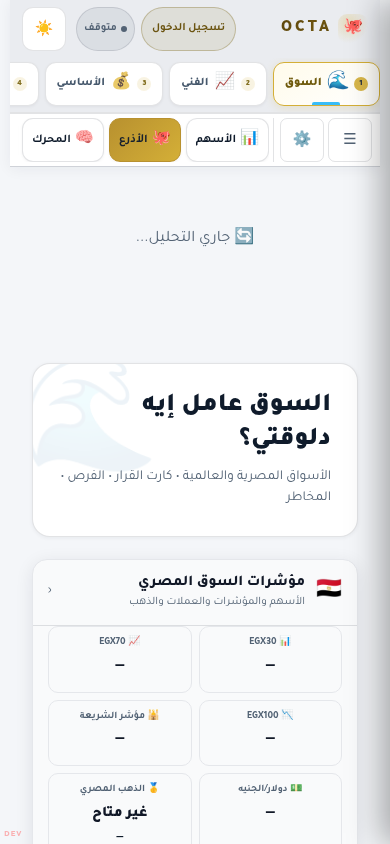 OCTA 🐙
تسجيل الدخول
متوقف
☀️
1 🌊 السوق
2 📈 الفني
3 💰 الأساسي
4
☰
⚙️
📊 الأسهم
🐙 الأذرع
🧠 المحرك
🔄 جاري التحليل...
السوق عامل إيه
دلوقتي؟
الأسواق المصرية والعالمية · كارت القرار · الفرص ·
المخاطر
🇪🇬 مؤشرات السوق المصري ›
الأسهم والمؤشرات والعملات والذهب
📊 EGX30
—
📈 EGX70
—
📉 EGX100
—
🕌 مؤشر الشريعة
—
💵 دولار/الجنيه
—
🥇 الذهب المصري
غير متاح
—
DEV